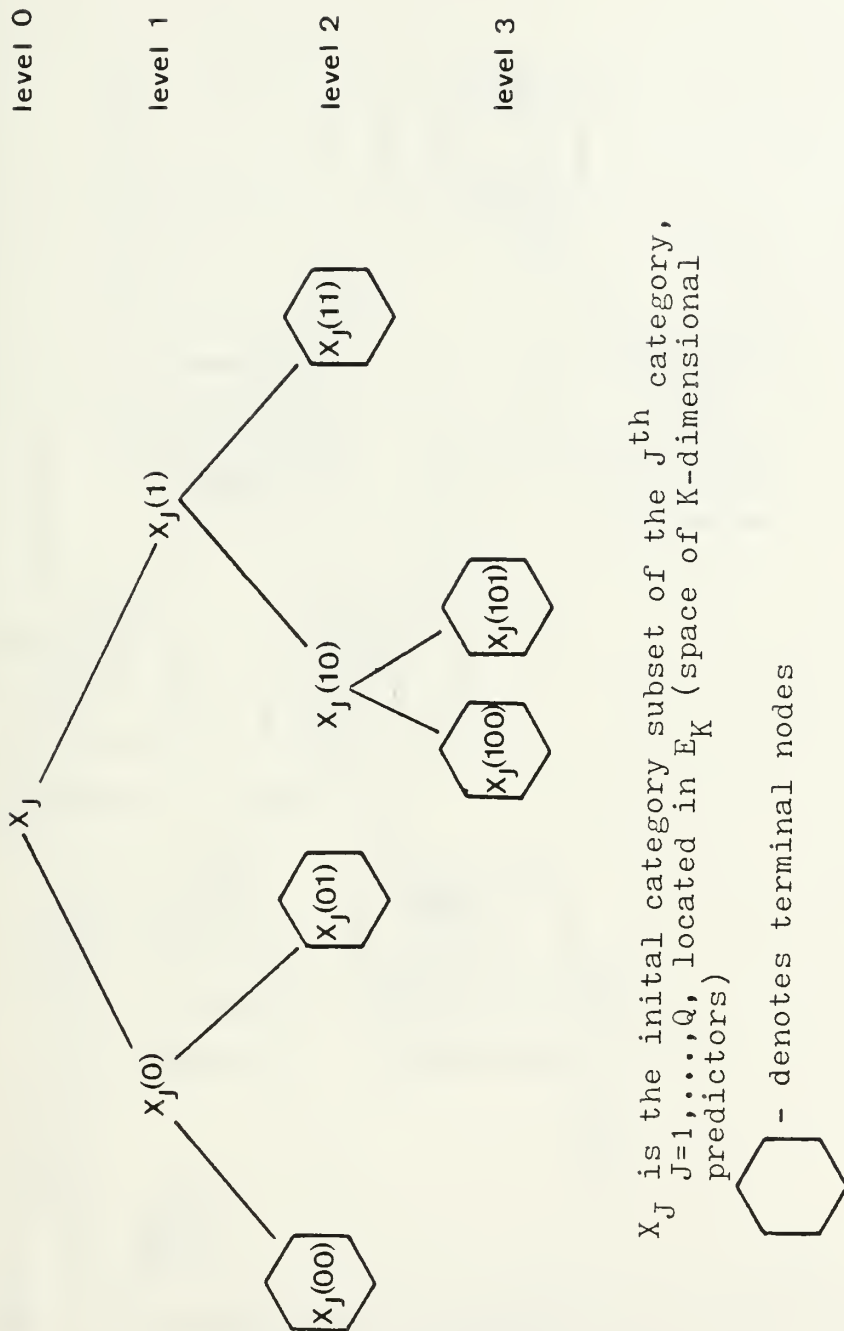 level 0
X_J
level 1
X_J(0)
X_J(1)
level 2
X_J(00)
X_J(01)
X_J(10)
X_J(11)
level 3
X_J(100)
X_J(101)
X_J is the inital category subset of the J^th category,
J=1,...,Q, located in E_K (space of K-dimensional
predictors)
- denotes terminal nodes